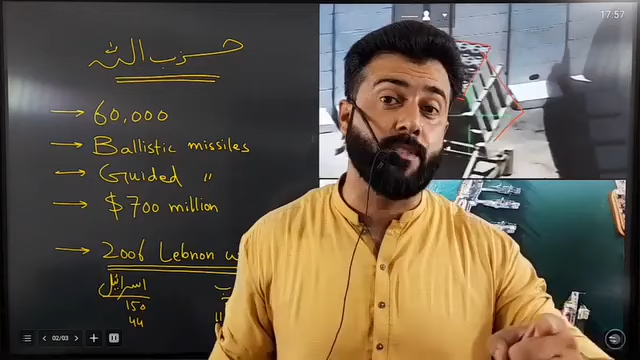 17:57
حزب اللہ
→ 60,000
→ Ballistic missiles
→ Guided "
→ $700 million
→ 2006 Lebnon
اسرائیل
150
44
02/03